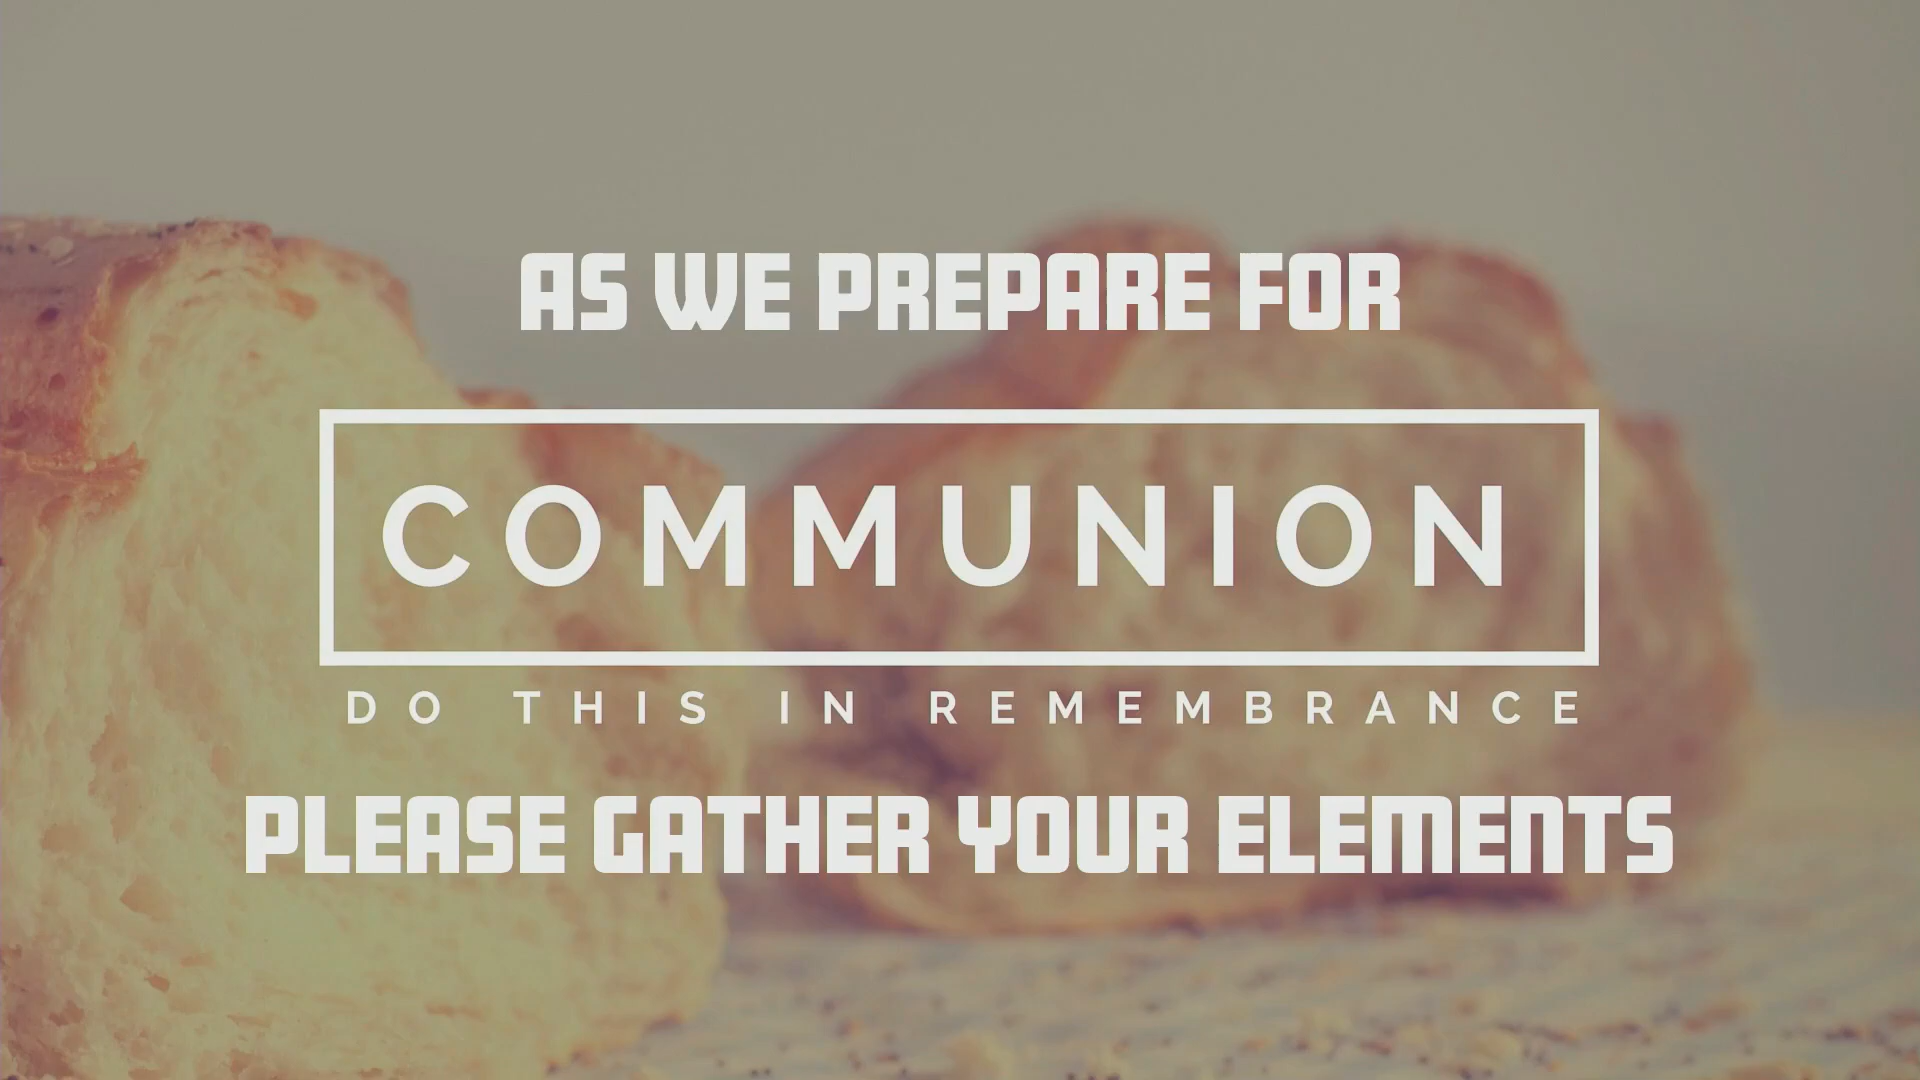 AS WE PREPARE FOR
COMMUNION
DO THIS IN REMEMBRANCE
PLEASE GATHER YOUR ELEMENTS